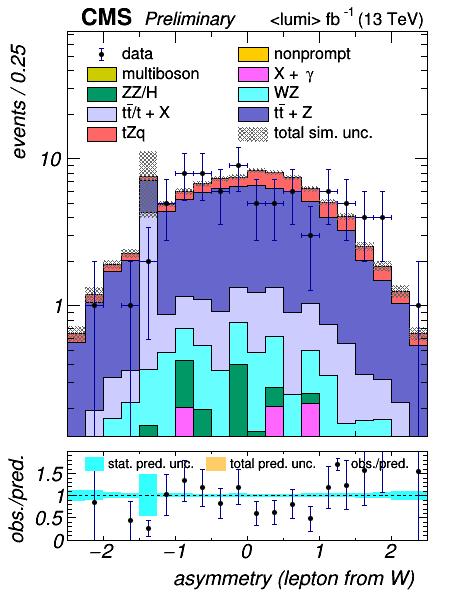 CMS Preliminary <lumi> fb⁻¹ (13 TeV)
events / 0.25
data
nonprompt
multiboson
X + γ
ZZ/H
WZ
tt̄/t + X
tt̄ + Z
tZq
total sim. unc.
10
1
obs./pred.
stat. pred. unc.
total pred. unc.
obs./pred.
1.5
1
0.5
0
−2 −1 0 1 2
asymmetry (lepton from W)